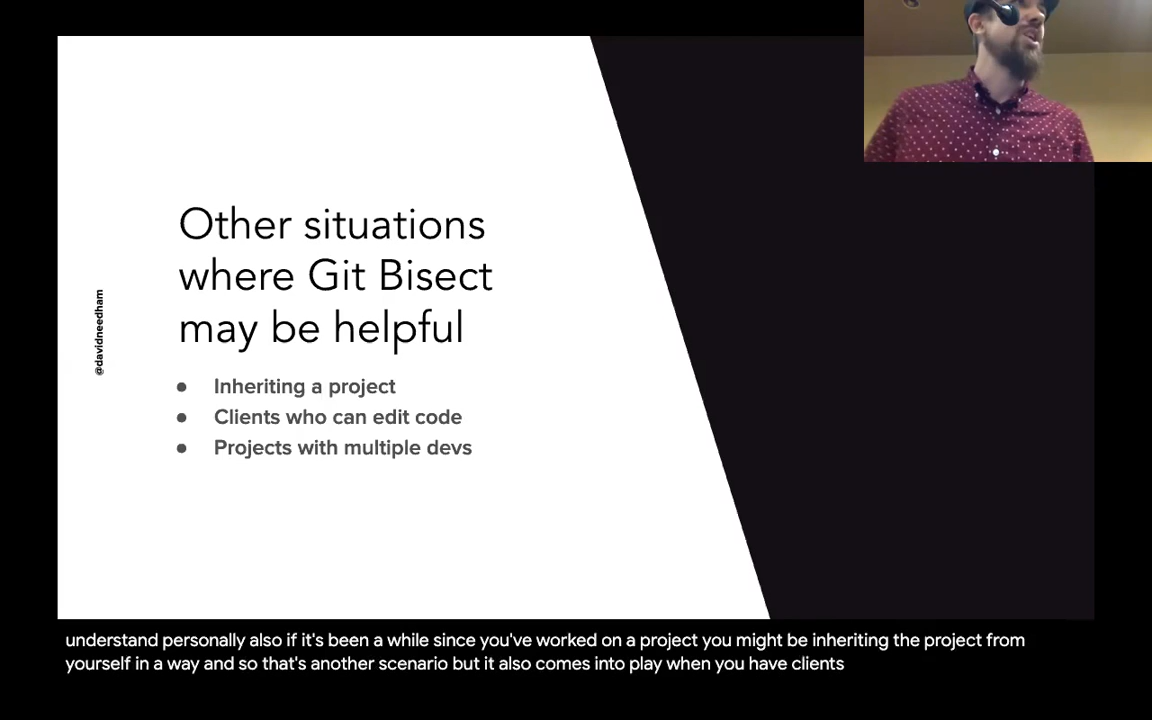 Other situations
where Git Bisect
may be helpful
● Inheriting a project
● Clients who can edit code
● Projects with multiple devs
@davidneedham
understand personally also if it's been a while since you've worked on a project you might be inheriting the project from
yourself in a way and so that's another scenario but it also comes into play when you have clients